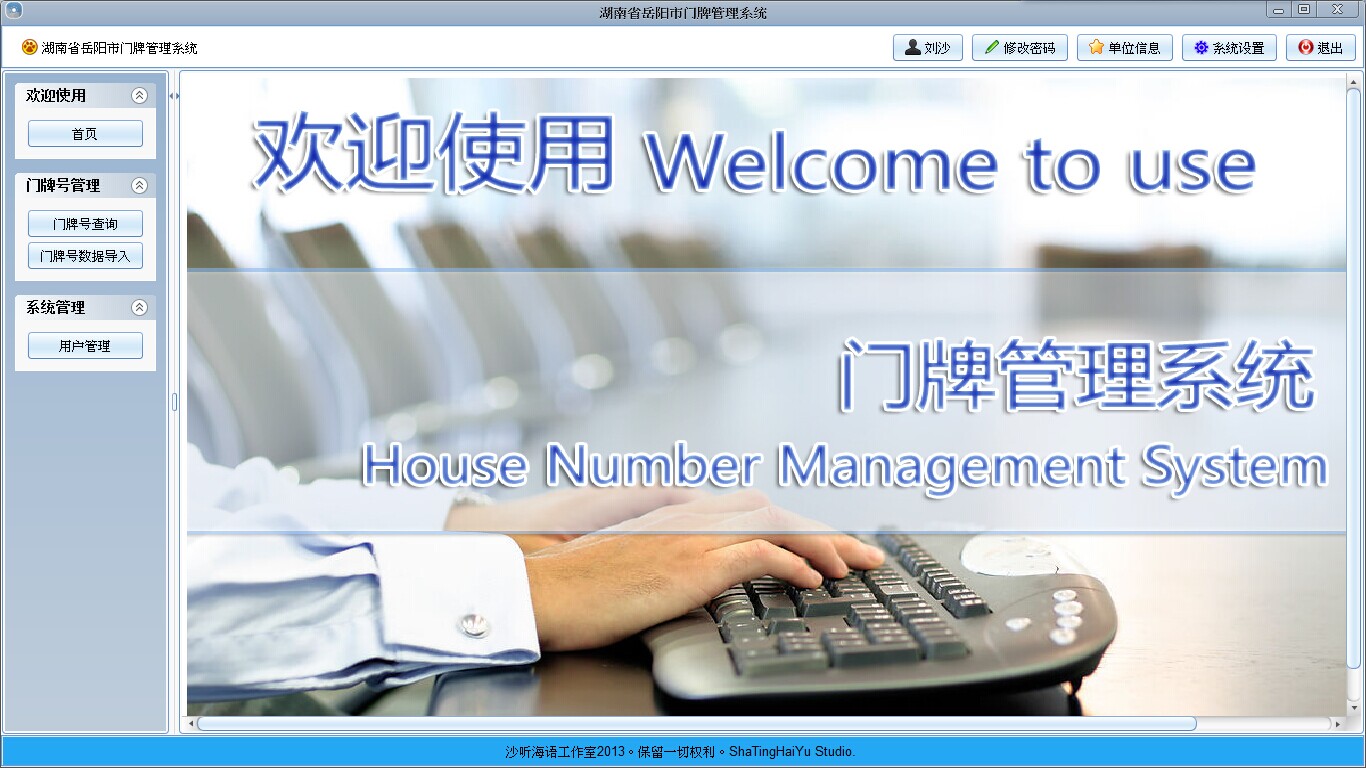 湖南省岳阳市门牌管理系统
湖南省岳阳市门牌管理系统
刘沙 修改密码 单位信息 系统设置 退出
欢迎使用
首页
门牌号管理
门牌号查询
门牌号数据导入
系统管理
用户管理
欢迎使用 Welcome to use
门牌管理系统
House Number Management System
沙听海语工作室2013。保留一切权利。ShaTingHaiYu Studio.